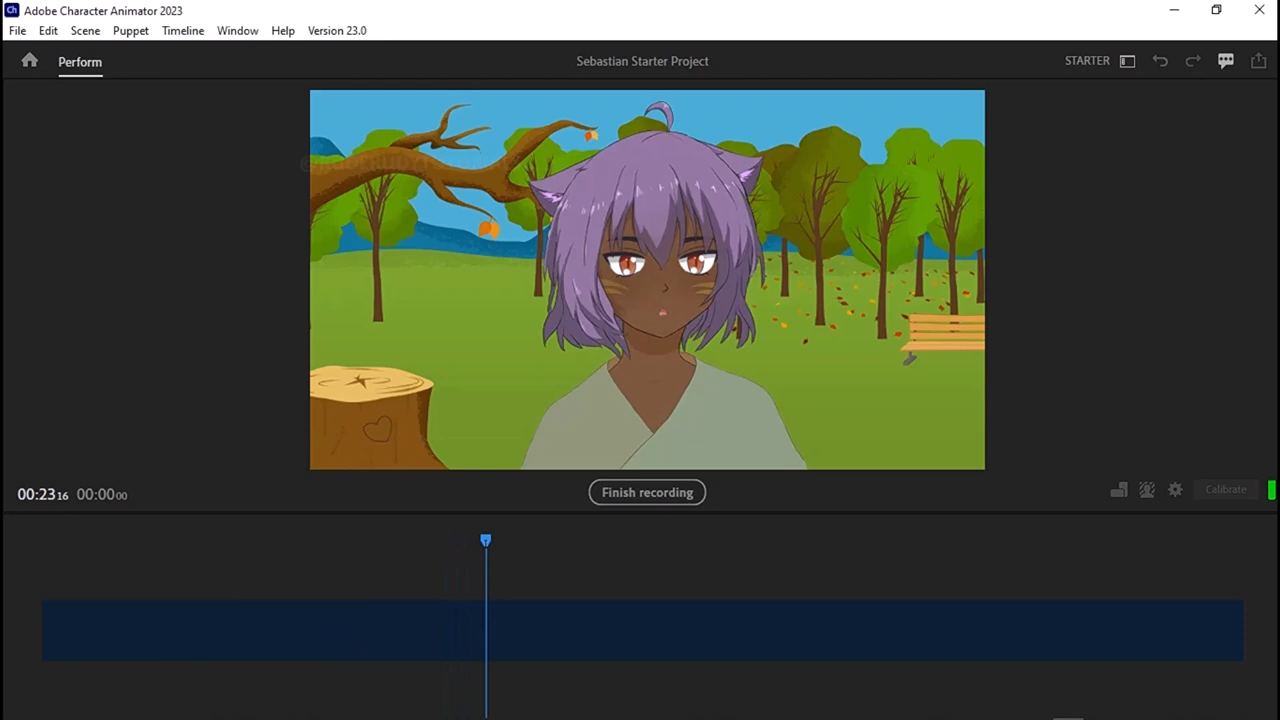 Ch Adobe Character Animator 2023
File Edit Scene Puppet Timeline Window Help Version 23.0
Perform Sebastian Starter Project STARTER
00:23 16 00:00 00 Finish recording Calibrate